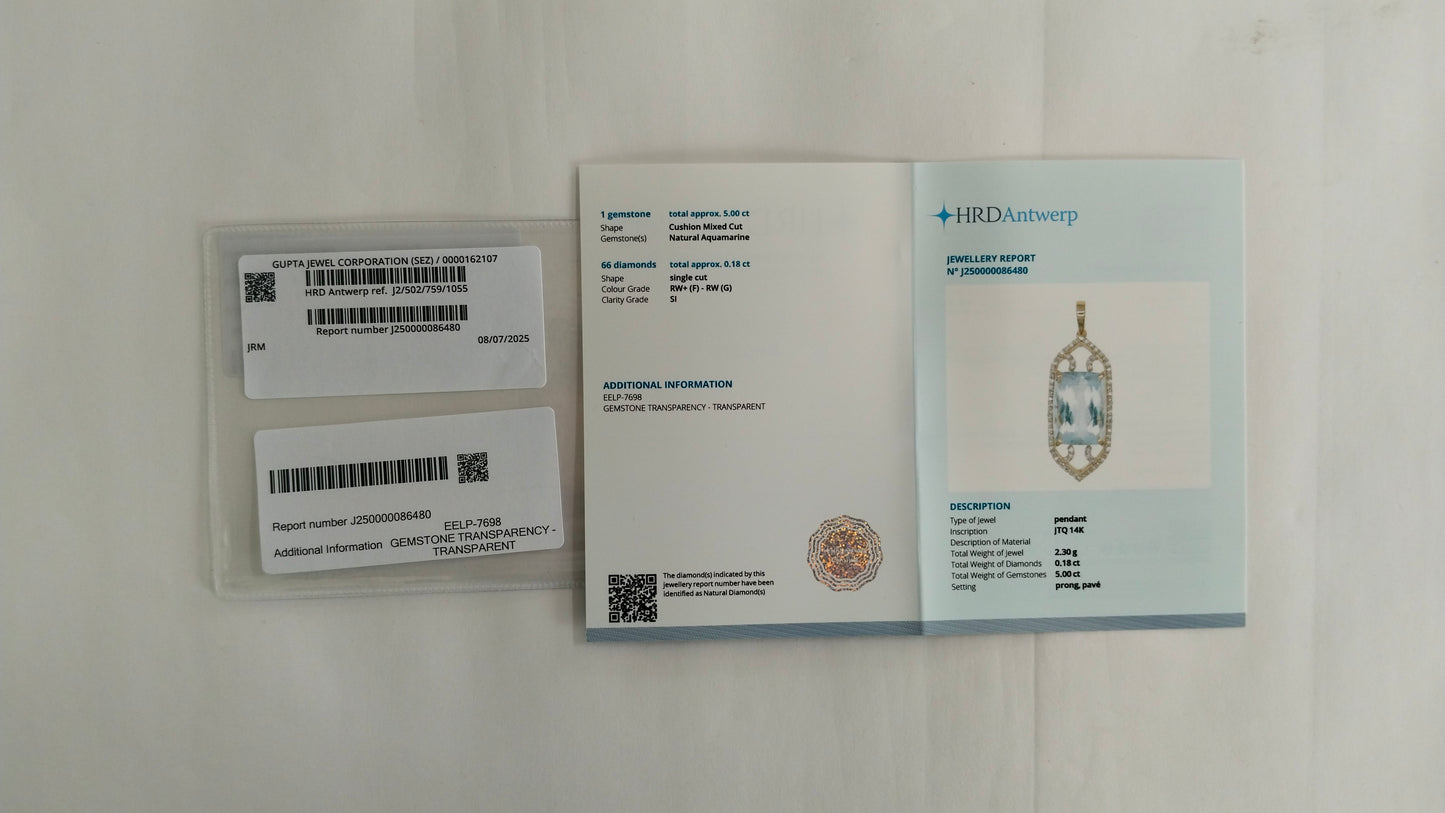 GUPTA JEWEL CORPORATION (SEZ) / 0000162107
HRD Antwerp ref. J2/502/759/1055
Report number J250000086480
JRM
08/07/2025
Report number J250000086480
Additional Information EELP-7698
GEMSTONE TRANSPARENCY -
TRANSPARENT
1 gemstone total approx. 5.00 ct
Shape Cushion Mixed Cut
Gemstone(s) Natural Aquamarine
66 diamonds total approx. 0.18 ct
Shape single cut
Colour Grade RW+ (F) - RW (G)
Clarity Grade SI
ADDITIONAL INFORMATION
EELP-7698
GEMSTONE TRANSPARENCY - TRANSPARENT
The diamond(s) indicated by this
jewellery report number have been
identified as Natural Diamond(s)
HRDAntwerp
JEWELLERY REPORT
N° J250000086480
DESCRIPTION
Type of Jewel pendant
Inscription JTQ 14K
Description of Material
Total Weight of Jewel 2.30 g
Total Weight of Diamonds 0.18 ct
Total Weight of Gemstones 5.00 ct
Setting prong, pavé